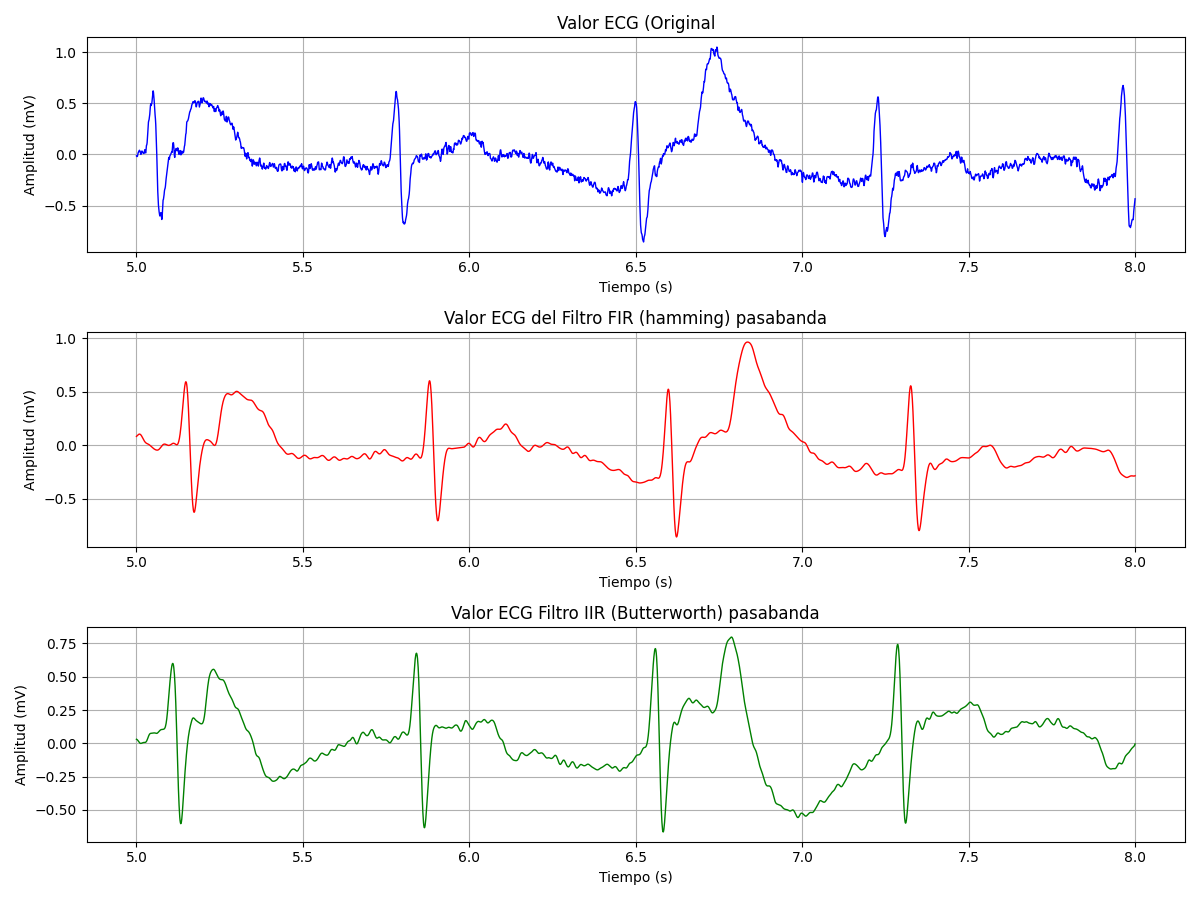 Valor ECG (Original
Amplitud (mV)
1.0
0.5
0.0
−0.5
5.0 5.5 6.0 6.5 7.0 7.5 8.0
Tiempo (s)
Valor ECG del Filtro FIR (hamming) pasabanda
Amplitud (mV)
1.0
0.5
0.0
−0.5
5.0 5.5 6.0 6.5 7.0 7.5 8.0
Tiempo (s)
Valor ECG Filtro IIR (Butterworth) pasabanda
Amplitud (mV)
0.75
0.50
0.25
0.00
−0.25
−0.50
5.0 5.5 6.0 6.5 7.0 7.5 8.0
Tiempo (s)